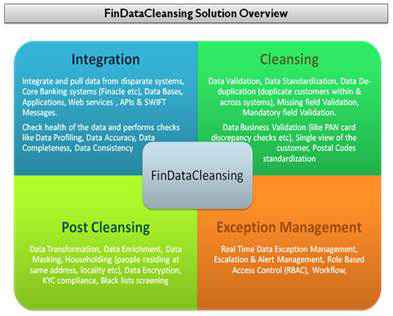 FinDataCleansing Solution Overview
Integration
Integrate and pull data from disparate systems,
Core Banking systems (Finacle etc), Data Bases,
Applications, Web services , APIs & SWIFT
Messages.
Check health of the data and performs checks
like Data Profiling, Data Accuracy, Data
Completeness, Data Consistency
Cleansing
Data Validation, Data Standardization, Data De-
duplication (duplicate customers within &
across systems), Missing field Validation,
Mandatory field Validation.
Data Business Validation (like PAN card
discrepancy checks etc), Single view of the
customer, Postal Codes
standardization
FinDataCleansing
Post Cleansing
Data Transformation, Data Enrichment, Data
Masking, Householding (people residing at
same address, locality etc), Data Encryption,
KYC compliance, Black lists screening
Exception Management
Real Time Data Exception Management,
Escalation & Alert Management, Role Based
Access Control (RBAC), Workflow,